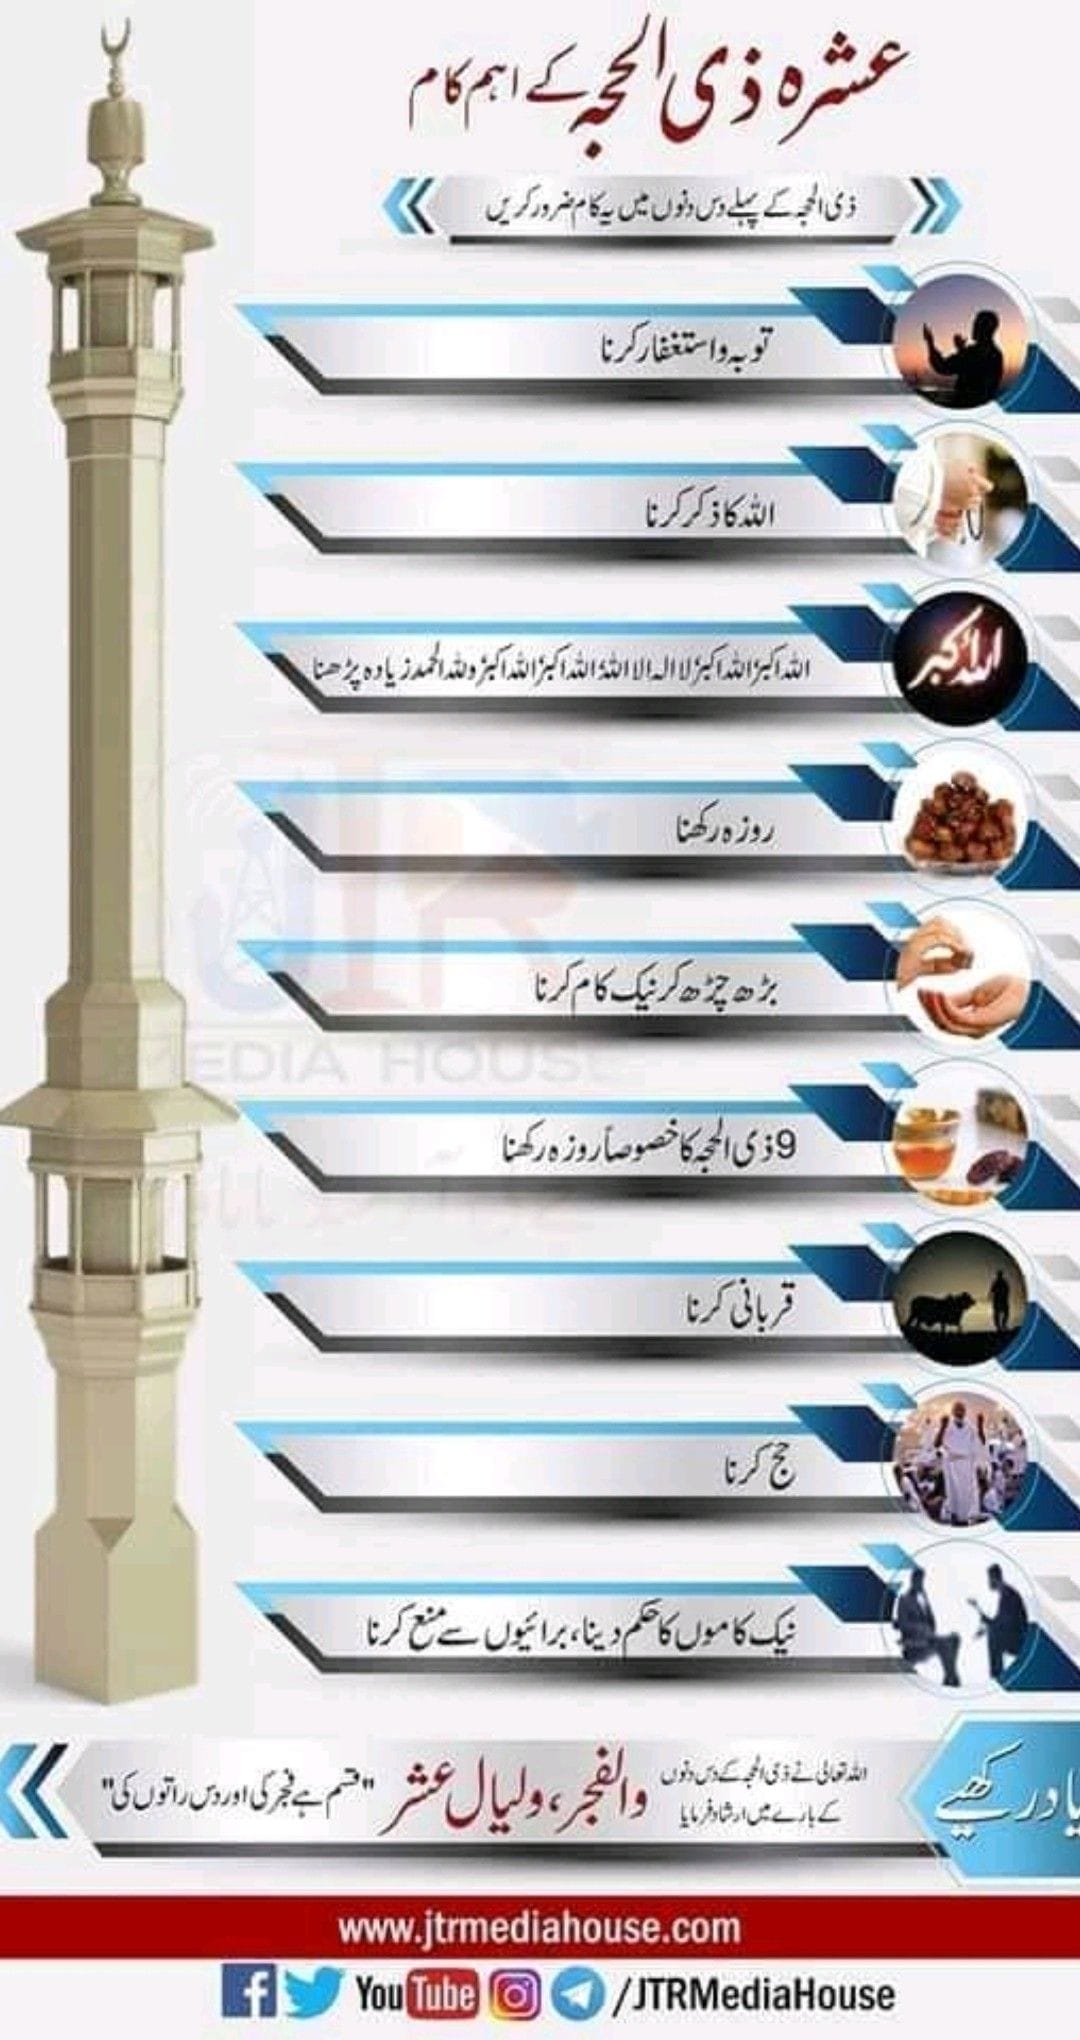 عشرہ ذی الحجہ کے اہم کام
ذی الحجہ کے پہلے دس دنوں میں یہ کام ضرور کریں
توبہ واستغفار کرنا
اللہ کا ذکر کرنا
اللہ اکبرُ اللہ اکبرُ لا الہ الا اللہُ اللہ اکبرُ اللہ اکبرُ وللہ الحمد زیادہ پڑھنا
اللہ اکبر
روزہ رکھنا
بڑھ چڑھ کر نیک کام کرنا
9 ذی الحجہ کا خصوصاً روزہ رکھنا
قربانی کرنا
حج کرنا
نیک کاموں کا حکم دینا، برائیوں سے منع کرنا
یاد رکھیے
اللہ تعالیٰ نے ذی الحجہ کے دس دنوں
کے بارے میں ارشاد فرمایا
والفجر، ولیال عشر
"قسم ہے فجر کی اور دس راتوں کی"
JTR
MEDIA HOUSE
www.jtrmediahouse.com
YouTube /JTRMediaHouse